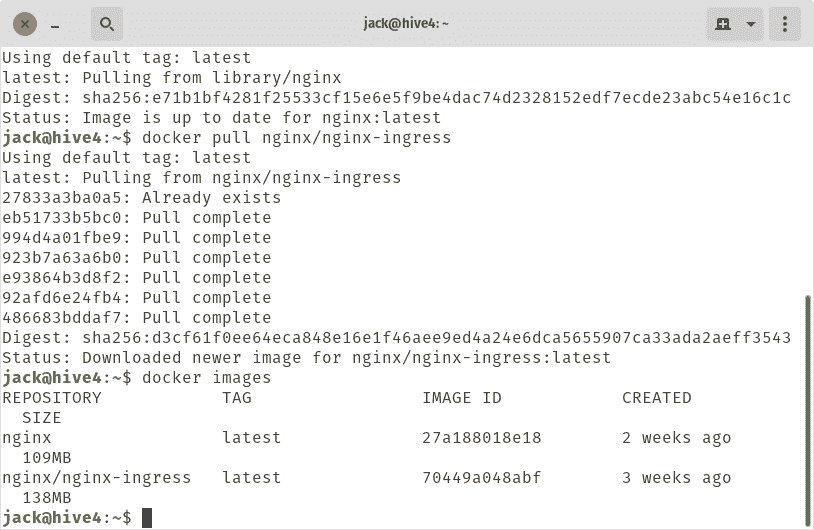 jack@hive4: ~
Using default tag: latest
latest: Pulling from library/nginx
Digest: sha256:e71b1bf4281f25533cf15e6e5f9be4dac74d2328152edf7ecde23abc54e16c1c
Status: Image is up to date for nginx:latest
jack@hive4:~$ docker pull nginx/nginx-ingress
Using default tag: latest
latest: Pulling from nginx/nginx-ingress
27833a3ba0a5: Already exists
eb51733b5bc0: Pull complete
994d4a01fbe9: Pull complete
923b7a63a6b0: Pull complete
e93864b3d8f2: Pull complete
92afd6e24fb4: Pull complete
486683bddaf7: Pull complete
Digest: sha256:d3cf61f0ee64eca848e16e1f46aee9ed4a24e6dca5655907ca33ada2aeff3543
Status: Downloaded newer image for nginx/nginx-ingress:latest
jack@hive4:~$ docker images
REPOSITORY            TAG                 IMAGE ID            CREATED
  SIZE
nginx                 latest              27a188018e18        2 weeks ago
  109MB
nginx/nginx-ingress   latest              70449a048abf        3 weeks ago
  138MB
jack@hive4:~$